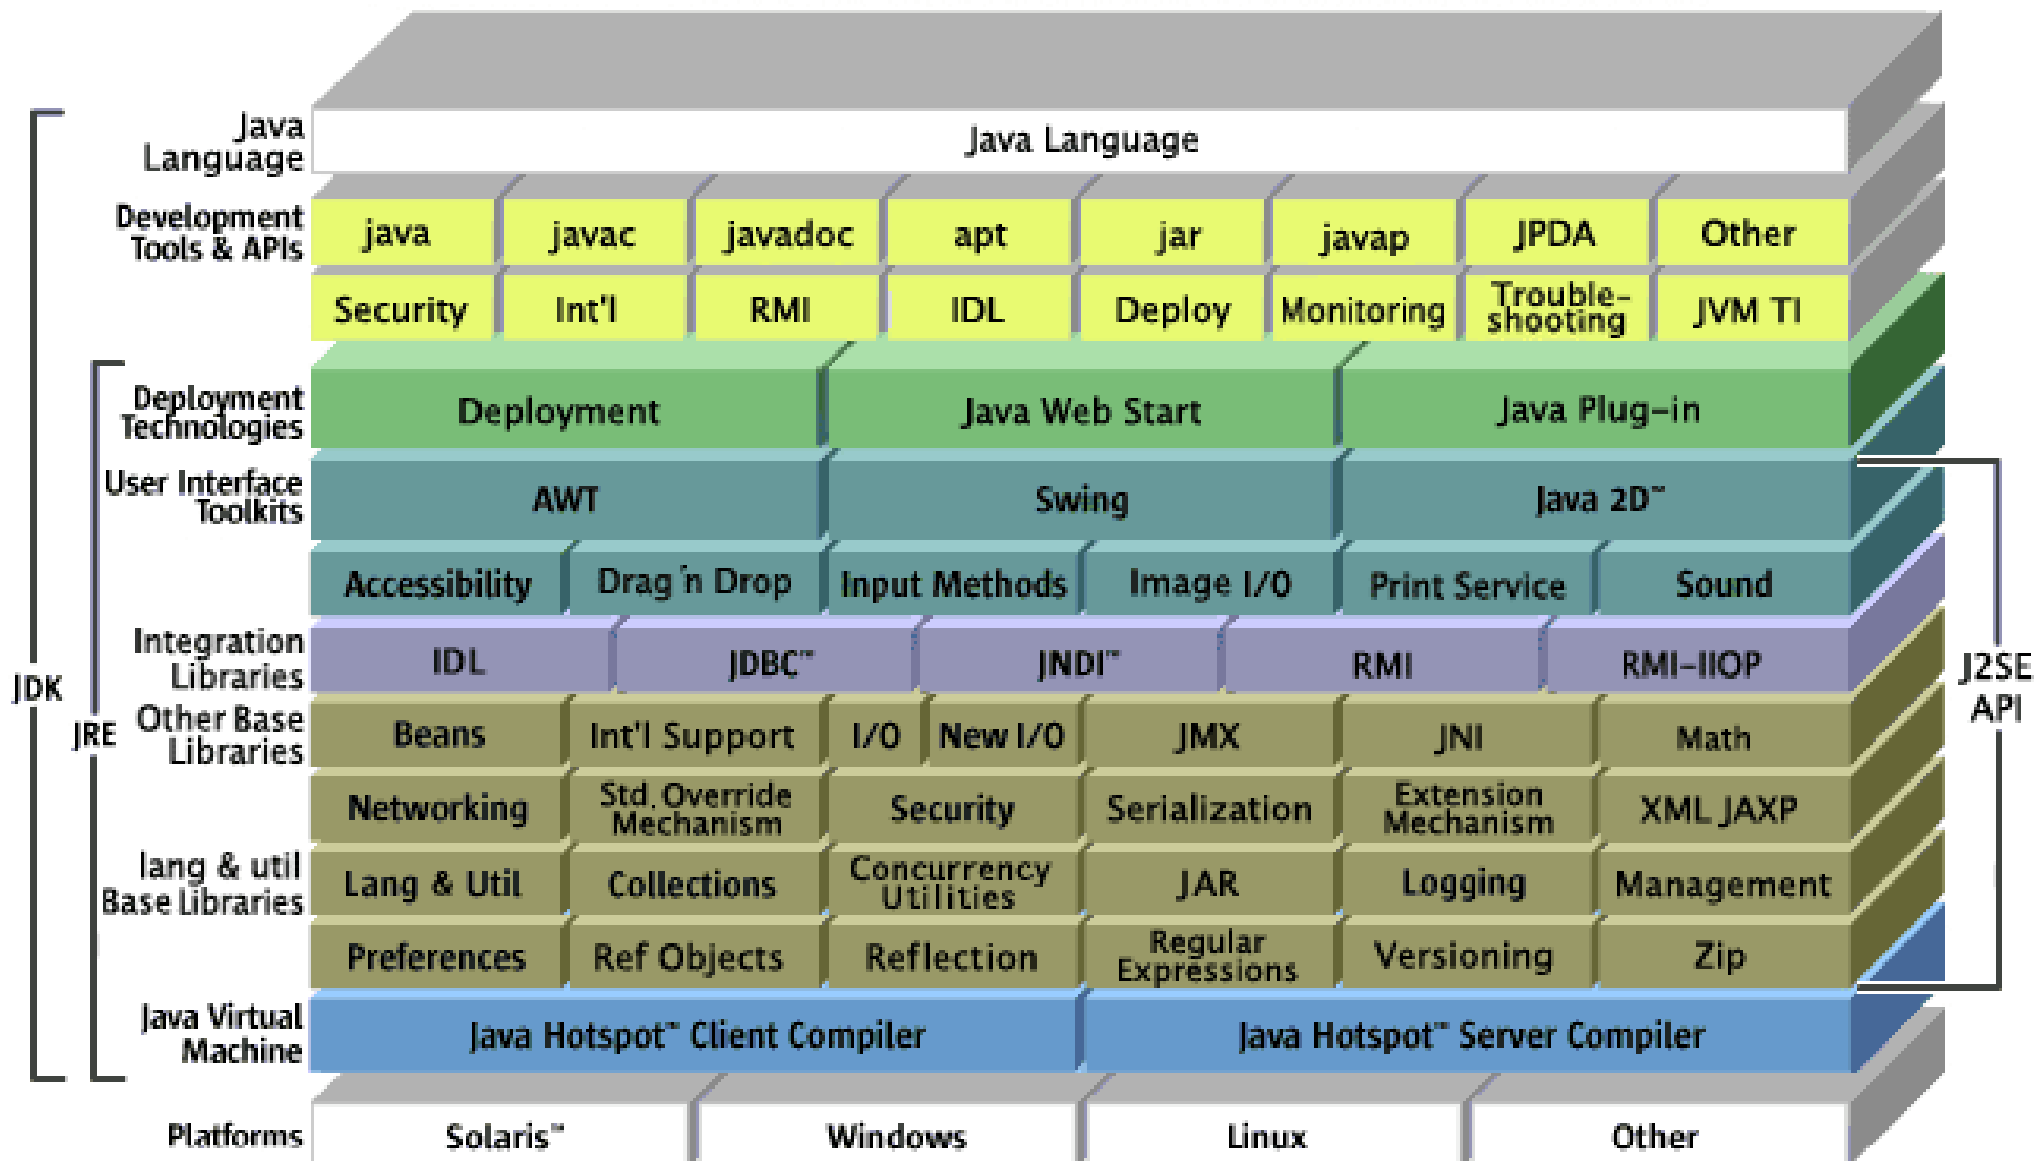 Java
Language
Java Language
Development
Tools & APIs
java javac javadoc apt jar javap JPDA Other
Security Int'l RMI IDL Deploy Monitoring Trouble-
shooting JVM TI
Deployment
Technologies
Deployment Java Web Start Java Plug-in
User Interface
Toolkits
AWT Swing Java 2D™
Accessibility Drag 'n Drop Input Methods Image I/O Print Service Sound
Integration
Libraries
IDL JDBC™ JNDI™ RMI RMI-IIOP
JDK
JRE
J2SE
API
Other Base
Libraries
Beans Int'l Support I/O New I/O JMX JNI Math
Networking Std. Override
Mechanism Security Serialization Extension
Mechanism XML JAXP
lang & util
Base Libraries
Lang & Util Collections Concurrency
Utilities JAR Logging Management
Preferences Ref Objects Reflection Regular
Expressions Versioning Zip
Java Virtual
Machine
Java Hotspot™ Client Compiler Java Hotspot™ Server Compiler
Platforms
Solaris™ Windows Linux Other